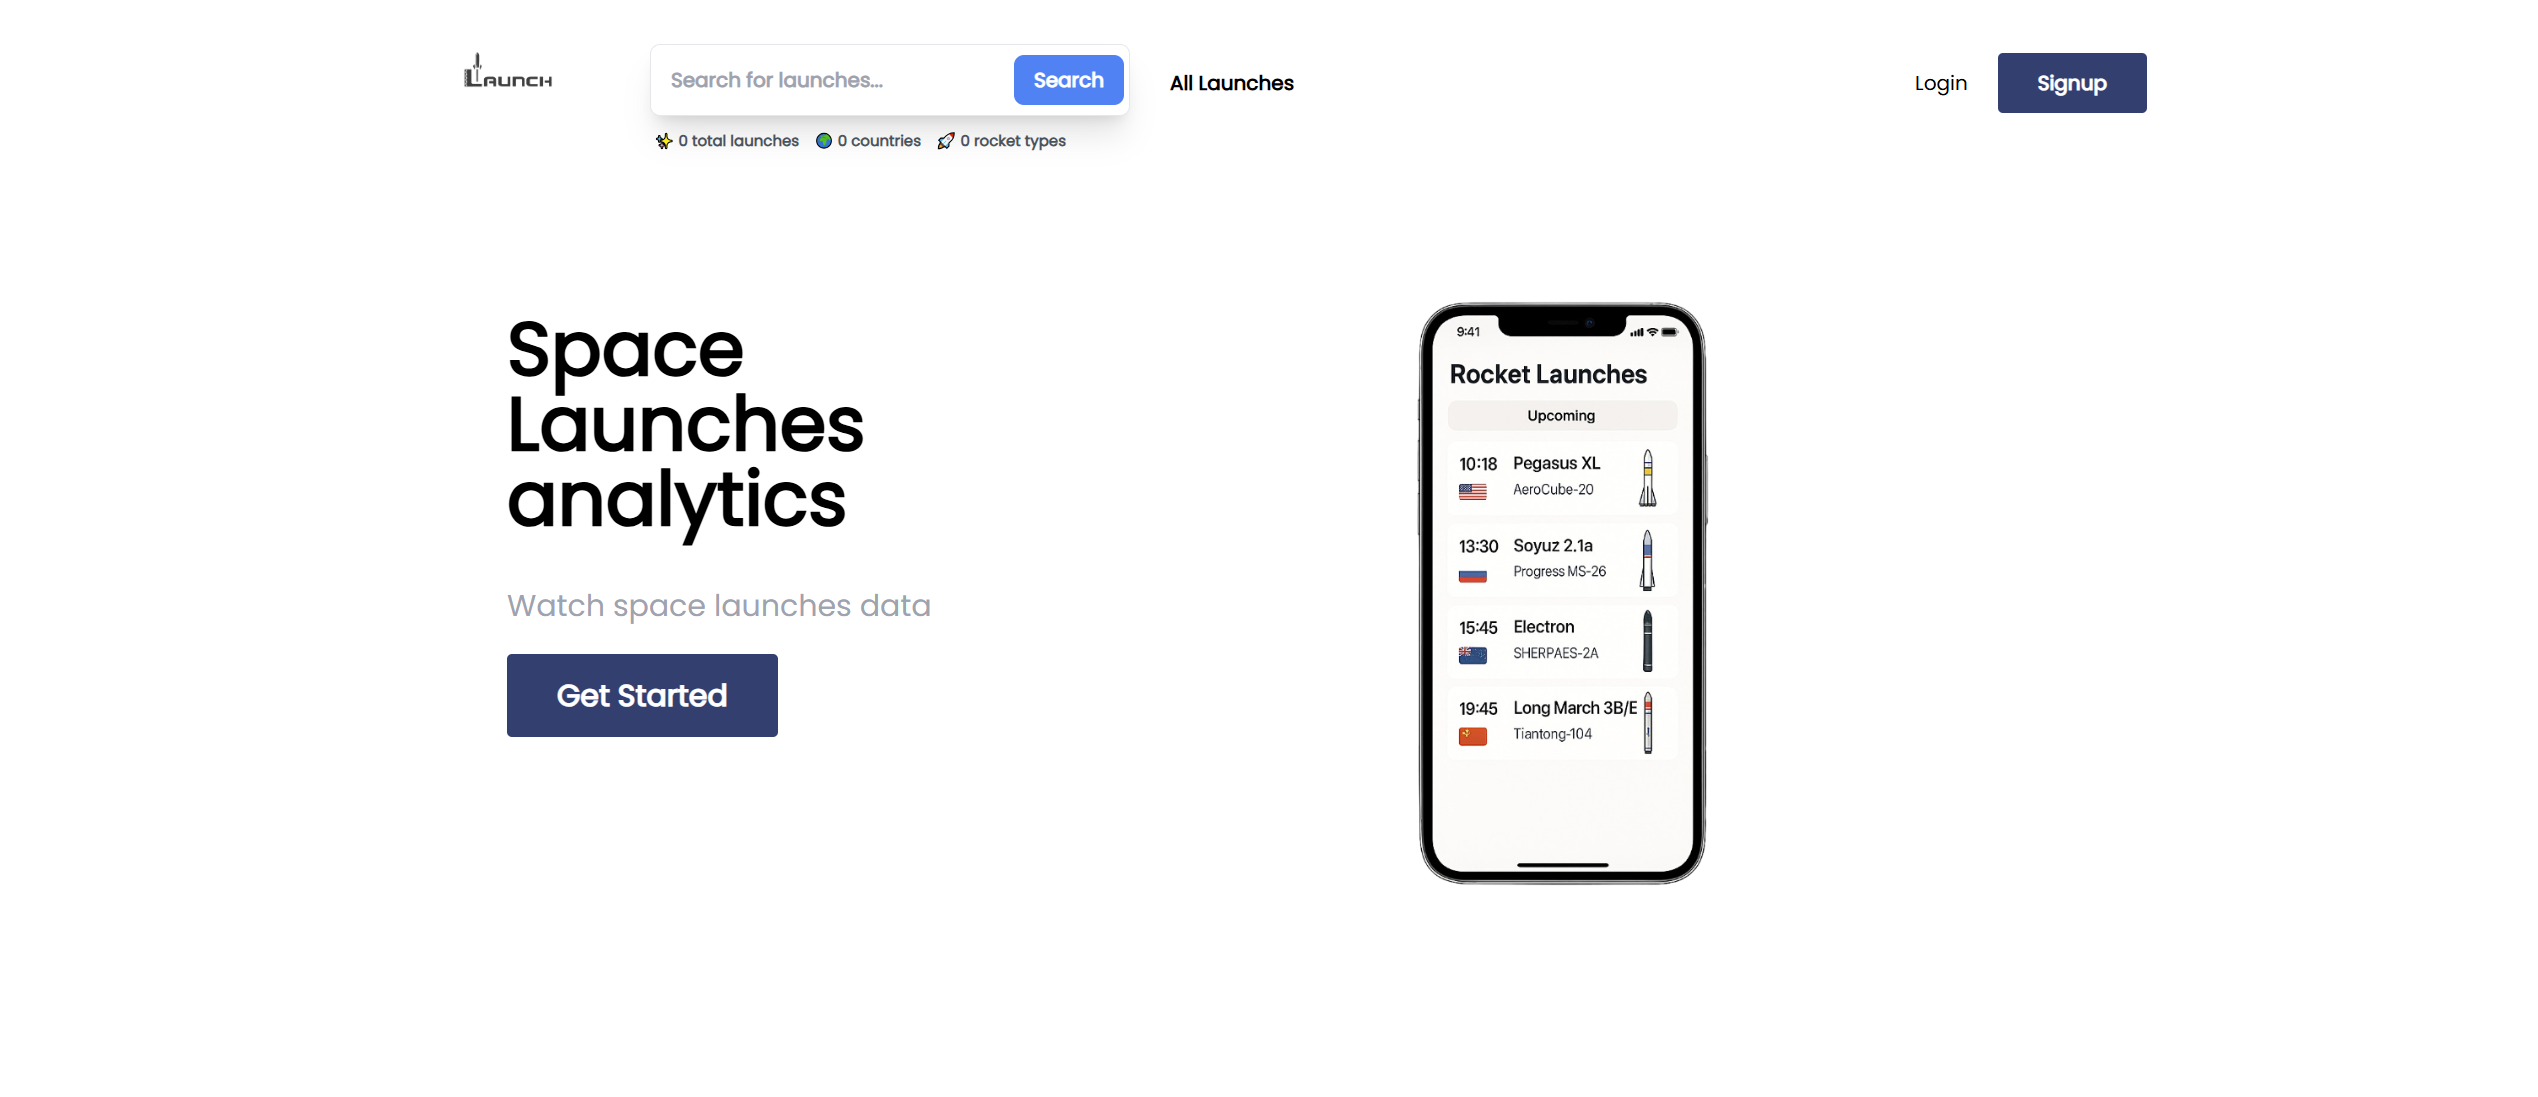 Launch
Search for launches...
Search
All Launches
Login
Signup
✨ 0 total launches 🌍 0 countries 🚀 0 rocket types
Space
Launches
analytics
Watch space launches data
Get Started
9:41
Rocket Launches
Upcoming
10:18 Pegasus XL
AeroCube-20
13:30 Soyuz 2.1a
Progress MS-26
15:45 Electron
SHERPAES-2A
19:45 Long March 3B/E
Tiantong-104